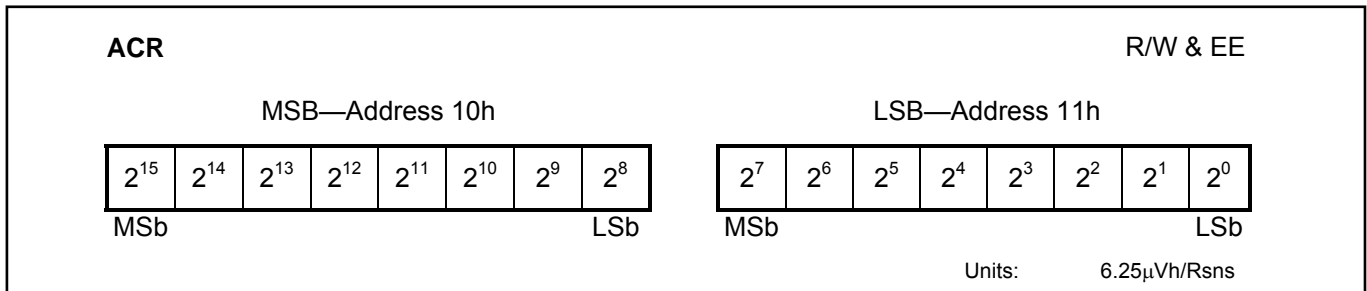 ACR R/W & EE
MSB—Address 10h LSB—Address 11h
2¹⁵ 2¹⁴ 2¹³ 2¹² 2¹¹ 2¹⁰ 2⁹ 2⁸ 2⁷ 2⁶ 2⁵ 2⁴ 2³ 2² 2¹ 2⁰
MSb LSb MSb LSb
Units: 6.25μVh/Rsns